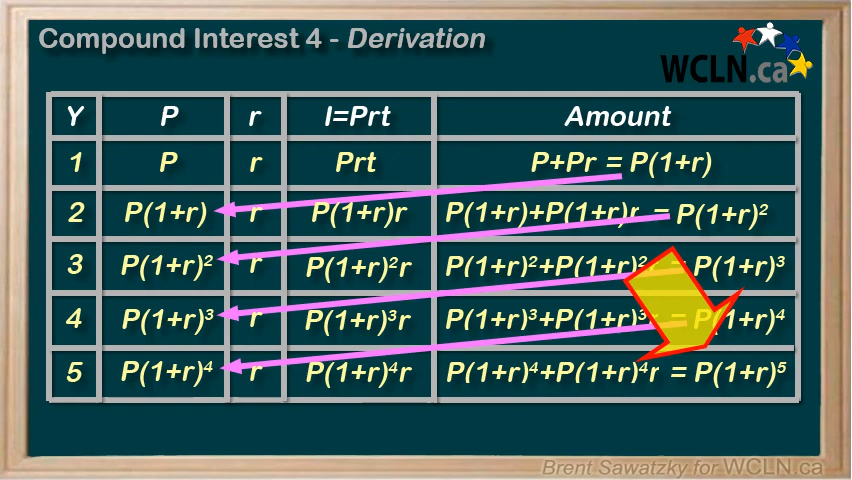 Compound Interest 4 - Derivation
WCLN.ca
Y P r I=Prt Amount
1 P r Prt P+Pr = P(1+r)
2 P(1+r) r P(1+r)r P(1+r)+P(1+r)r = P(1+r)²
3 P(1+r)² r P(1+r)²r P(1+r)²+P(1+r)²r = P(1+r)³
4 P(1+r)³ r P(1+r)³r P(1+r)³+P(1+r)³r = P(1+r)⁴
5 P(1+r)⁴ r P(1+r)⁴r P(1+r)⁴+P(1+r)⁴r = P(1+r)⁵
Brent Sawatzky for WCLN.ca